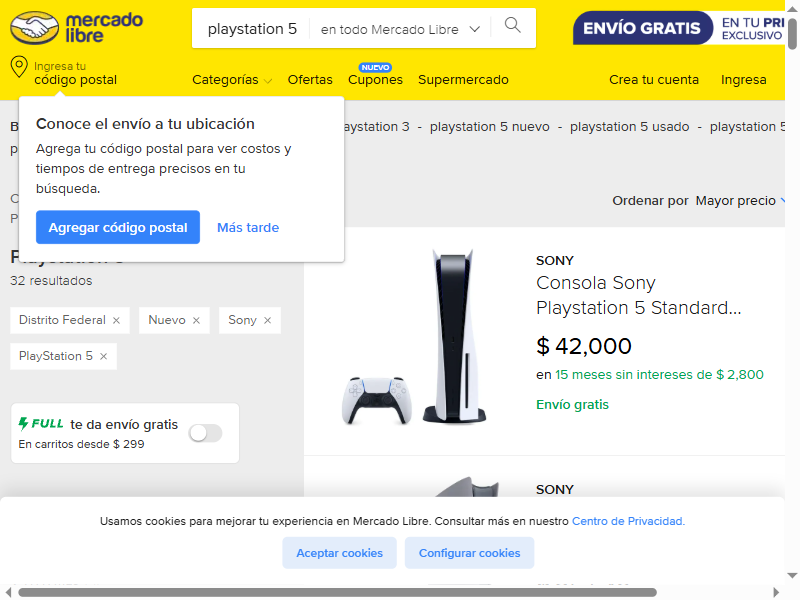 mercado
libre
playstation 5
en todo Mercado Libre
ENVÍO GRATIS
EN TU PRI
EXCLUSIVO
Ingresa tu
código postal
Categorías
Ofertas
NUEVO
Cupones
Supermercado
Crea tu cuenta
Ingresa
Conoce el envío a tu ubicación
Agrega tu código postal para ver costos y
tiempos de entrega precisos en tu
búsqueda.
Agregar código postal
Más tarde
aystation 3 - playstation 5 nuevo - playstation 5 usado - playstation 5
Ordenar por Mayor precio
32 resultados
Distrito Federal ×
Nuevo ×
Sony ×
PlayStation 5 ×
FULL te da envío gratis
En carritos desde $ 299
SONY
Consola Sony
Playstation 5 Standard...
$ 42,000
en 15 meses sin intereses de $ 2,800
Envío gratis
SONY
Usamos cookies para mejorar tu experiencia en Mercado Libre. Consultar más en nuestro Centro de Privacidad.
Aceptar cookies
Configurar cookies